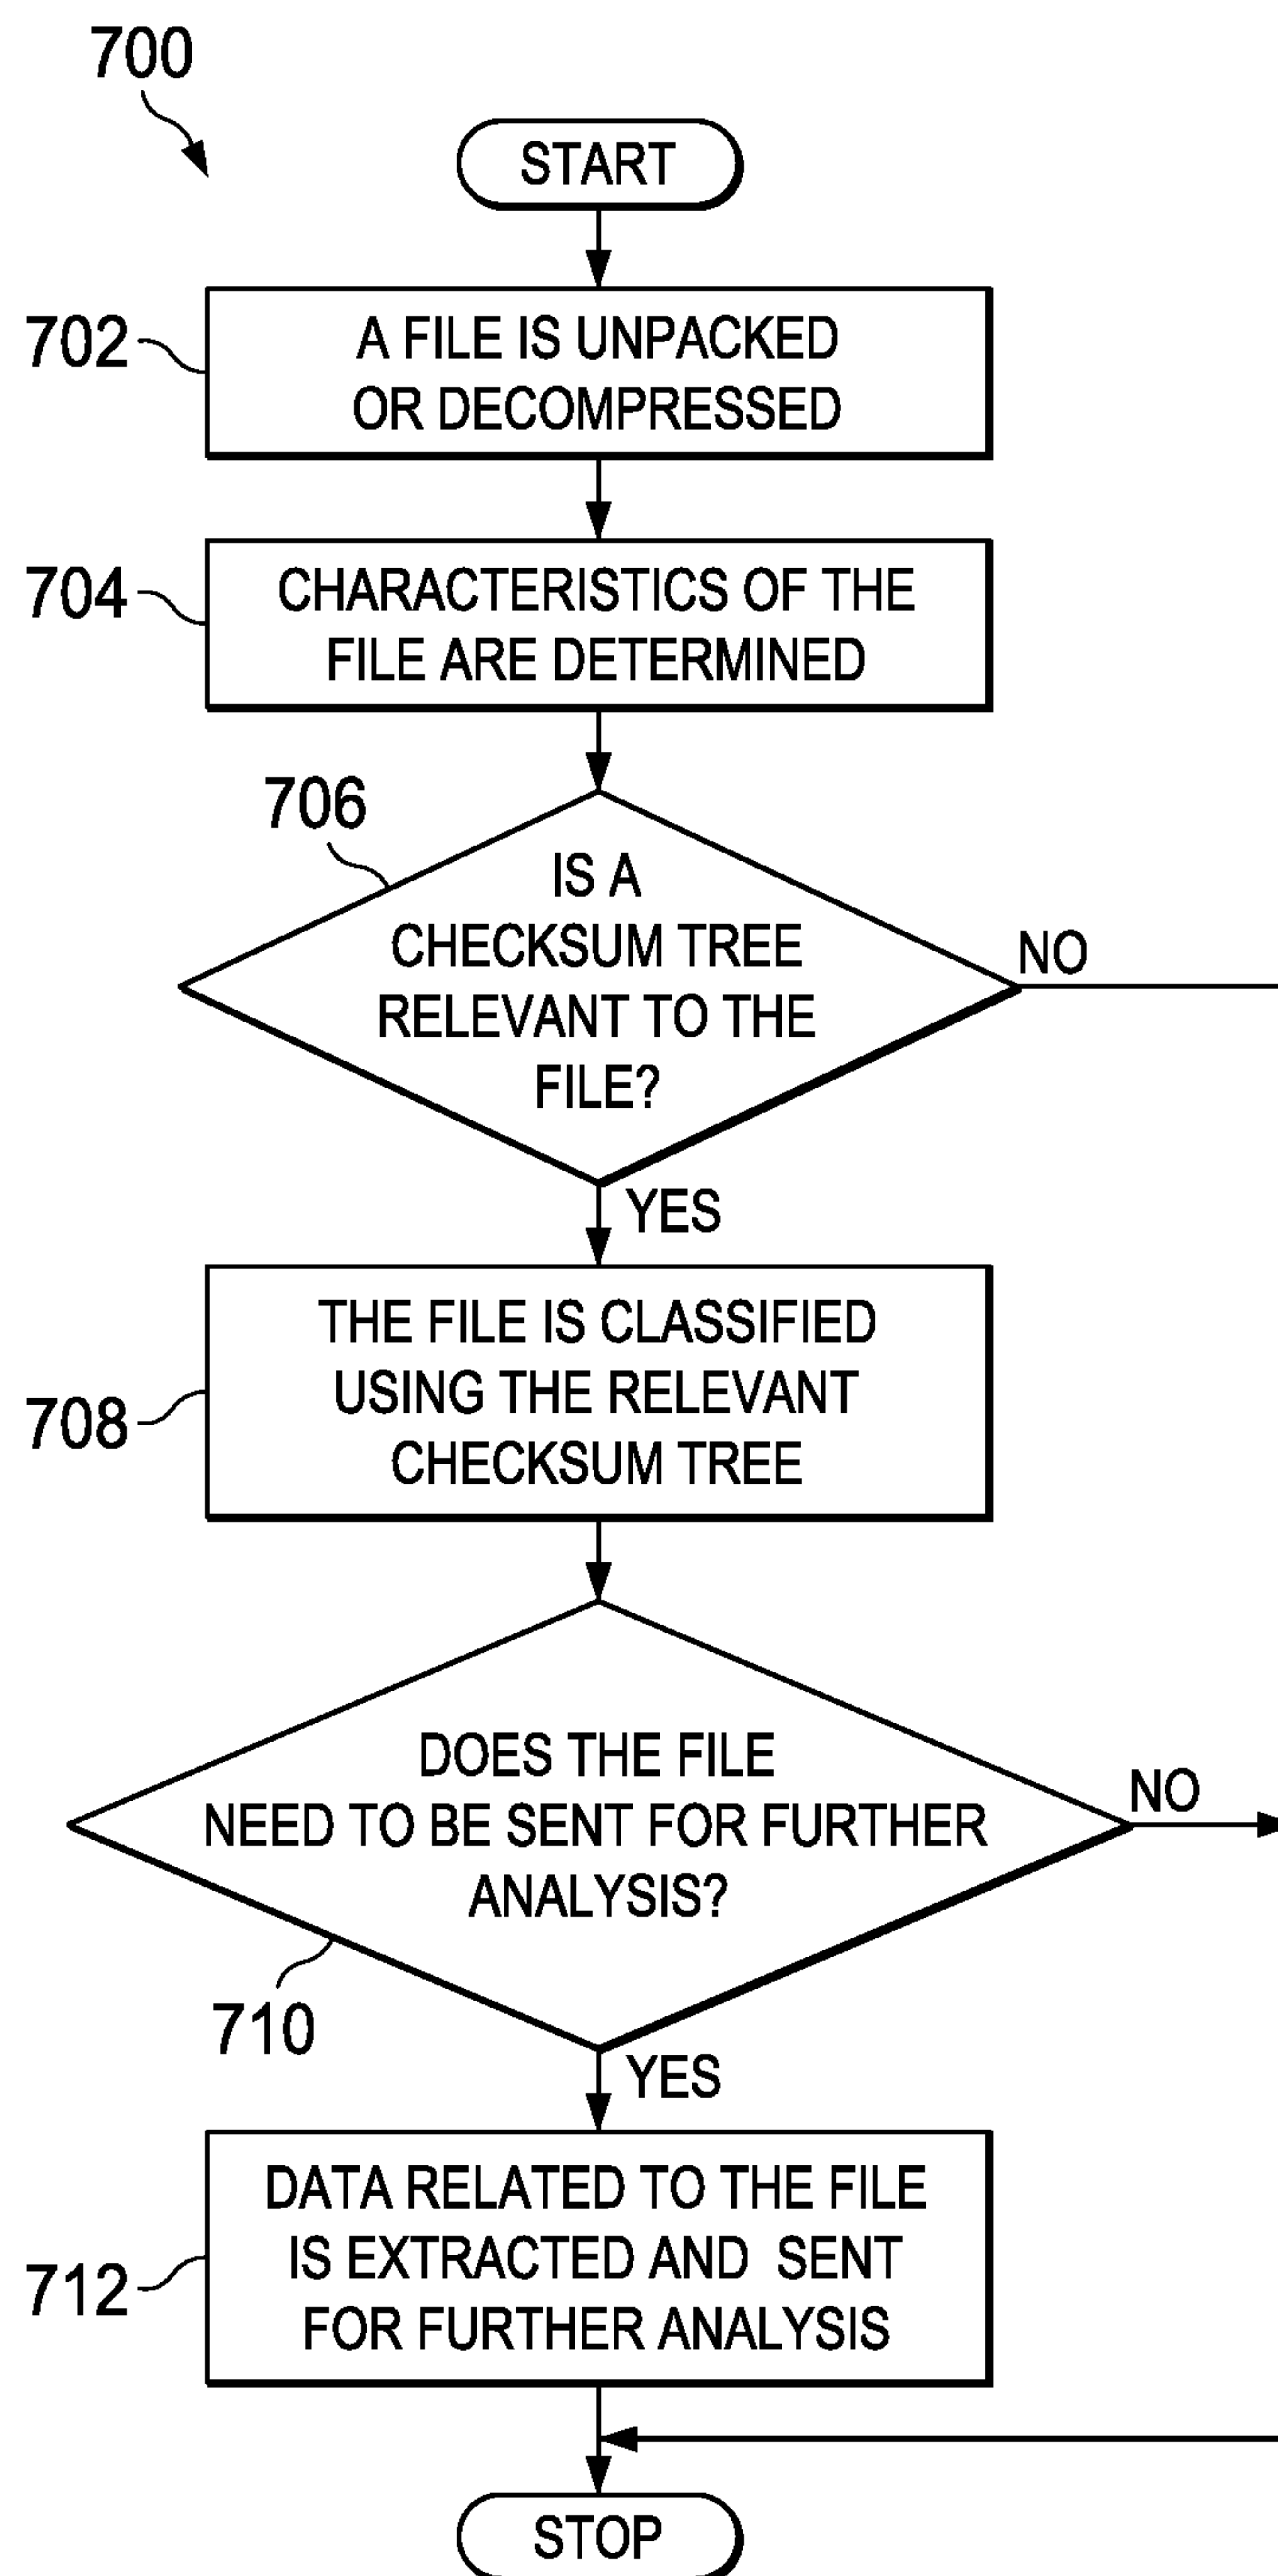 700
START
702
A FILE IS UNPACKED
OR DECOMPRESSED
704
CHARACTERISTICS OF THE
FILE ARE DETERMINED
706
IS A
CHECKSUM TREE
RELEVANT TO THE
FILE?
NO
YES
708
THE FILE IS CLASSIFIED
USING THE RELEVANT
CHECKSUM TREE
DOES THE FILE
NEED TO BE SENT FOR FURTHER
ANALYSIS?
NO
710
YES
712
DATA RELATED TO THE FILE
IS EXTRACTED AND SENT
FOR FURTHER ANALYSIS
STOP